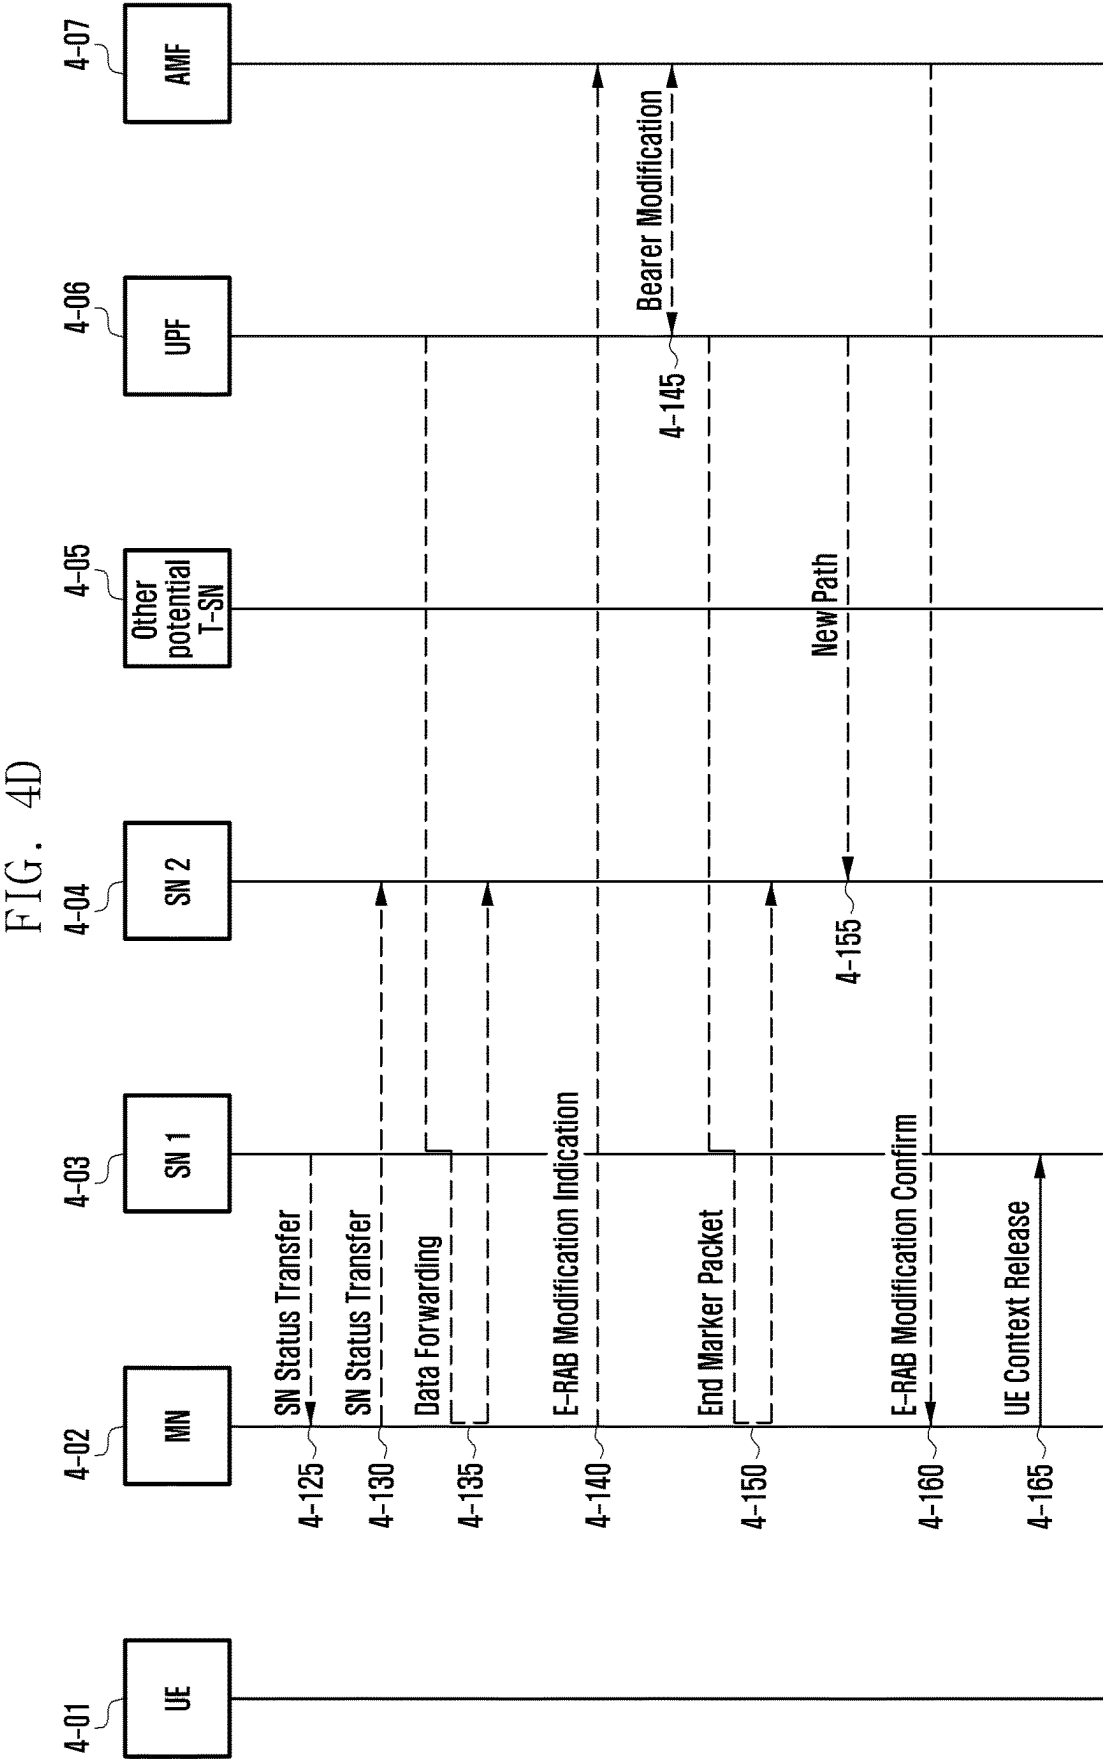 FIG. 4D
4-01
4-02
4-03
4-04
4-05
4-06
4-07
UE
MN
SN 1
SN 2
Other
potential
T-SN
UPF
AMF
4-125
SN Status Transfer
4-130
SN Status Transfer
4-135
Data Forwarding
4-140
E-RAB Modification Indication
4-145
Bearer Modification
4-150
End Marker Packet
4-155
New Path
4-160
E-RAB Modification Confirm
4-165
UE Context Release